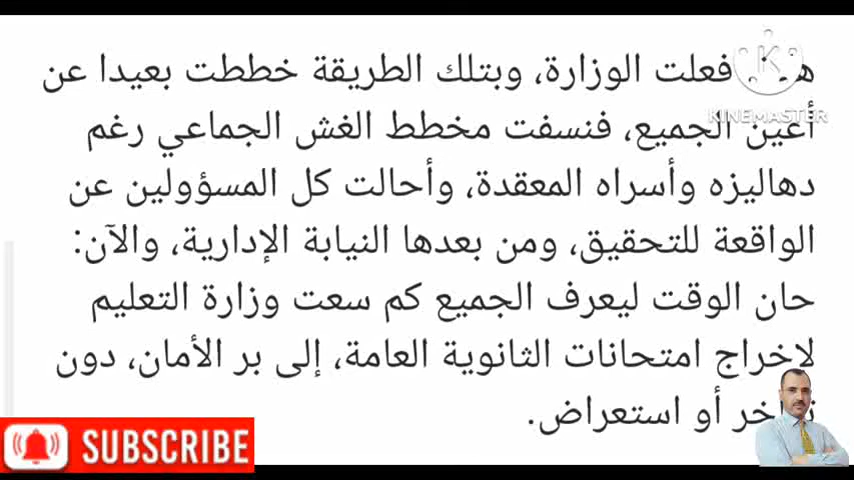 فعلت الوزارة، وبتلك الطريقة خططت بعيدا عن
أعين الجميع، فنسفت مخطط الغش الجماعي رغم
دهاليزه وأسراه المعقدة، وأحالت كل المسؤولين عن
الواقعة للتحقيق، ومن بعدها النيابة الإدارية، والآن:
حان الوقت ليعرف الجميع كم سعت وزارة التعليم
لاخراج امتحانات الثانوية العامة، إلى بر الأمان، دون
أو استعراض.
KINEMASTER
SUBSCRIBE